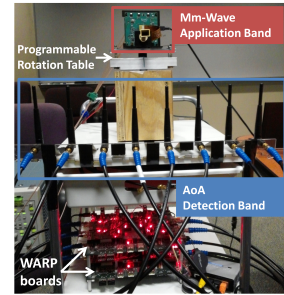 Mm-Wave
Application Band
Programmable
Rotation Table
AoA
Detection Band
WARP
boards